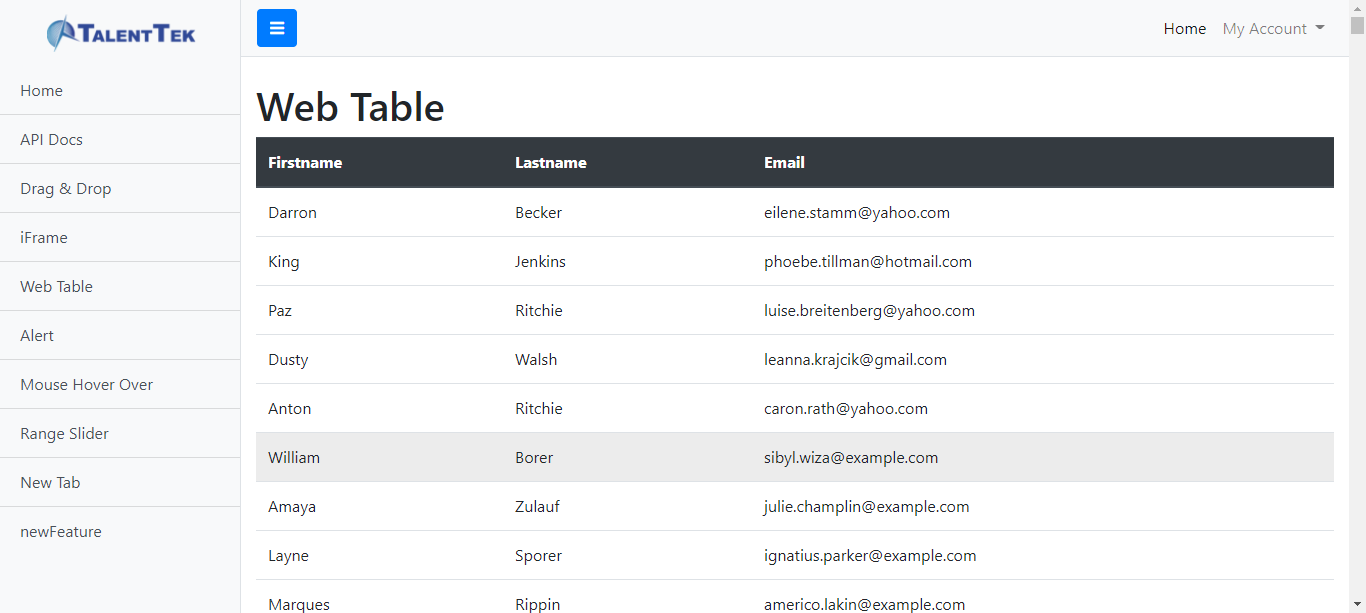 TALENTTEK
Home
API Docs
Drag & Drop
iFrame
Web Table
Alert
Mouse Hover Over
Range Slider
New Tab
newFeature
Home My Account
Web Table
Firstname Lastname Email
Darron Becker eilene.stamm@yahoo.com
King Jenkins phoebe.tillman@hotmail.com
Paz Ritchie luise.breitenberg@yahoo.com
Dusty Walsh leanna.krajcik@gmail.com
Anton Ritchie caron.rath@yahoo.com
William Borer sibyl.wiza@example.com
Amaya Zulauf julie.champlin@example.com
Layne Sporer ignatius.parker@example.com
Marques Rippin americo.lakin@example.com